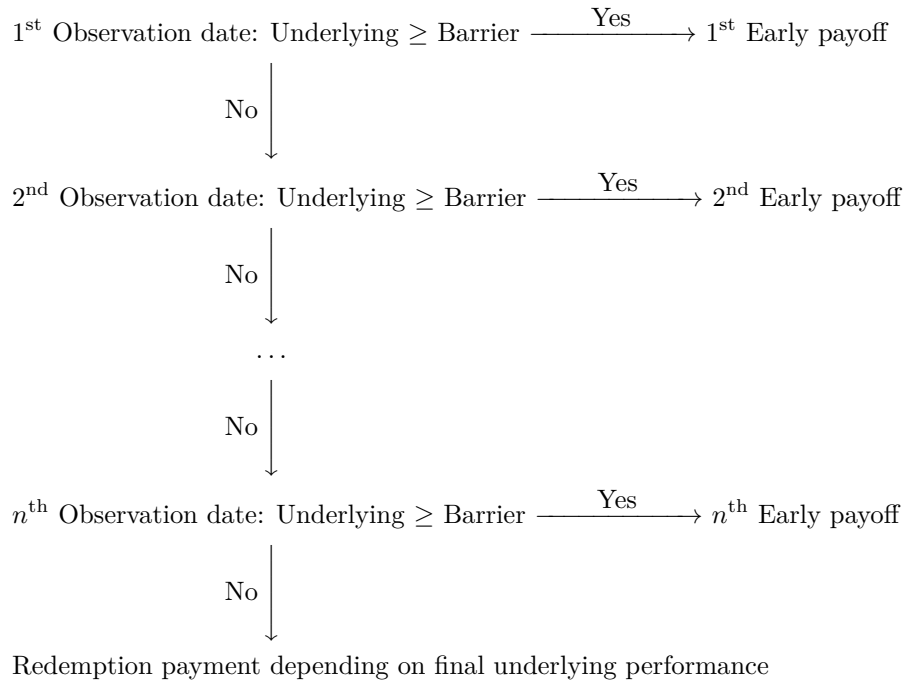 1st Observation date: Underlying ≥ Barrier Yes 1st Early payoff
No
2nd Observation date: Underlying ≥ Barrier Yes 2nd Early payoff
No
...
No
nth Observation date: Underlying ≥ Barrier Yes nth Early payoff
No
Redemption payment depending on final underlying performance